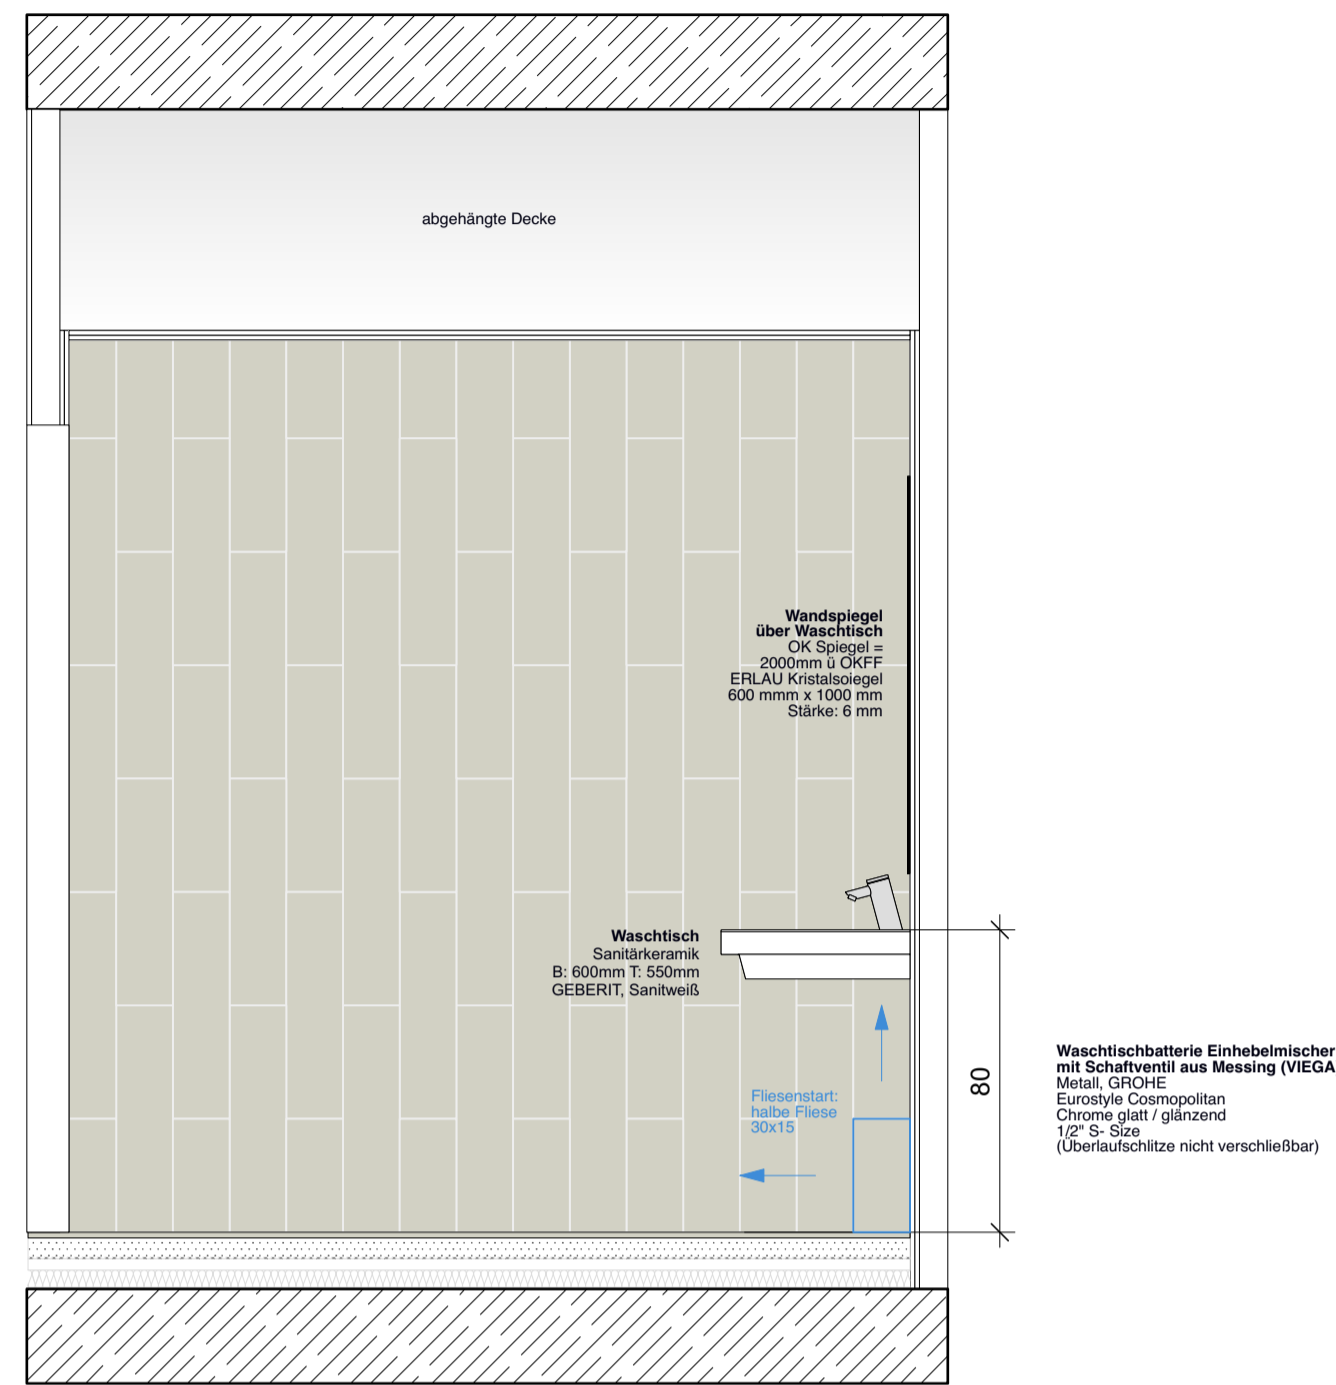 abgehängte Decke
Wandspiegel
über Waschtisch
OK Spiegel =
2000mm ü OKFF
ERLAU Kristalsoiegel
600 mmm x 1000 mm
Stärke: 6 mm
Waschtisch
Sanitärkeramik
B: 600mm T: 550mm
GEBERIT, Sanitweiß
Fliesenstart:
halbe Fliese
30x15
80
Waschtischbatterie Einhebelmischer
mit Schaftventil aus Messing (VIEGA
Metall, GROHE
Eurostyle Cosmopolitan
Chrome glatt / glänzend
1/2" S- Size
(Überlaufschlitze nicht verschließbar)